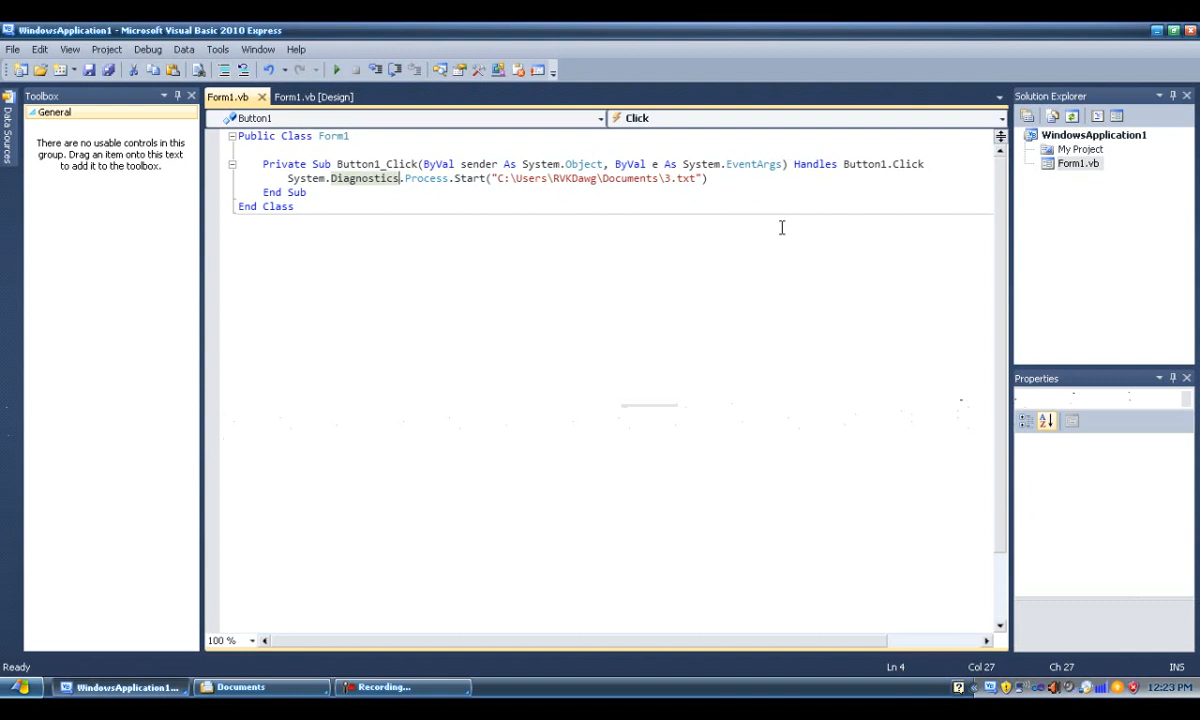 WindowsApplication1 - Microsoft Visual Basic 2010 Express
File Edit View Project Debug Data Tools Window Help
Toolbox
Form1.vb
Form1.vb [Design]
Solution Explorer
Data Sources
General
There are no usable controls in this
group. Drag an item onto this text
to add it to the toolbox.
Button1
Click
Public Class Form1
Private Sub Button1_Click(ByVal sender As System.Object, ByVal e As System.EventArgs) Handles Button1.Click
System.Diagnostics.Process.Start("C:\Users\RVKDawg\Documents\3.txt")
End Sub
End Class
WindowsApplication1
My Project
Form1.vb
Properties
100 %
Ready
Ln 4
Col 27
Ch 27
INS
WindowsApplication1...
Documents
Recording...
12:23 PM